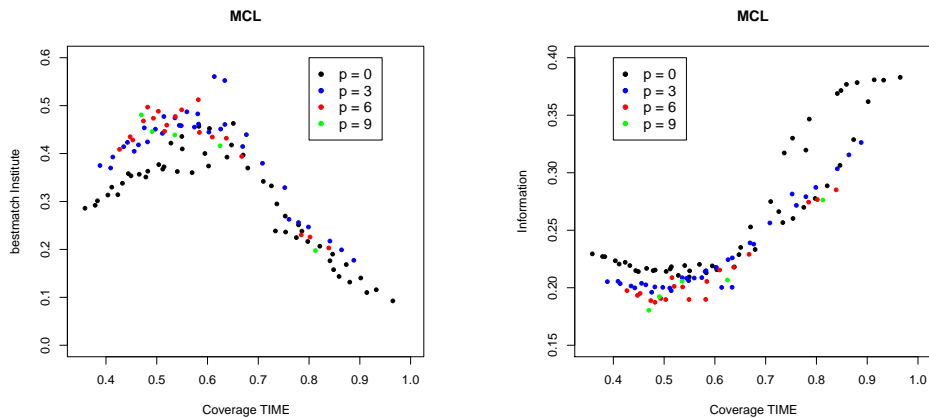 MCL
bestmatch Institute
0.6
0.5
0.4
0.3
0.2
0.1
0.0
p = 0
p = 3
p = 6
p = 9
0.4 0.5 0.6 0.7 0.8 0.9 1.0
Coverage TIME
MCL
Information
0.40
0.35
0.30
0.25
0.20
0.15
p = 0
p = 3
p = 6
p = 9
0.4 0.5 0.6 0.7 0.8 0.9 1.0
Coverage TIME